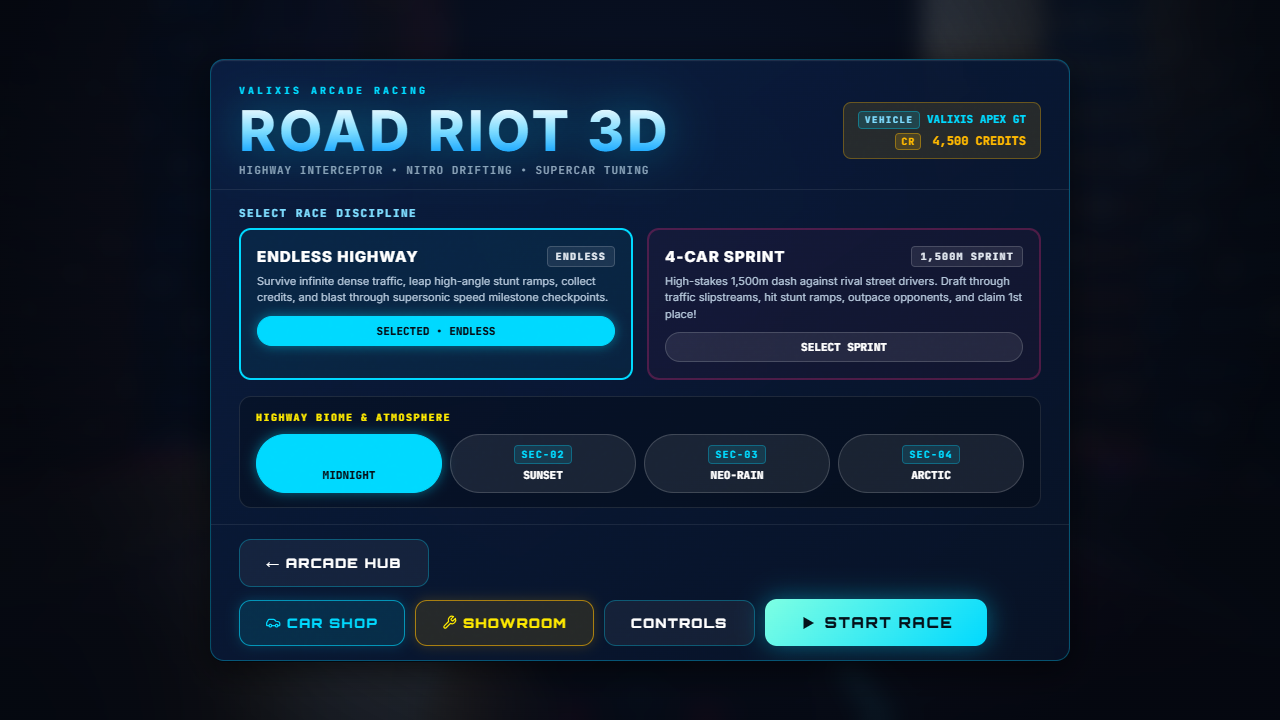 VALIXIS ARCADE RACING
ROAD RIOT 3D
HIGHWAY INTERCEPTOR • NITRO DRIFTING • SUPERCAR TUNING
VEHICLE VALIXIS APEX GT
CR 4,500 CREDITS
SELECT RACE DISCIPLINE
ENDLESS HIGHWAY
ENDLESS
Survive infinite dense traffic, leap high-angle stunt ramps, collect
credits, and blast through supersonic speed milestone checkpoints.
SELECTED • ENDLESS
4-CAR SPRINT
1,500M SPRINT
High-stakes 1,500m dash against rival street drivers. Draft through
traffic slipstreams, hit stunt ramps, outpace opponents, and claim 1st
place!
SELECT SPRINT
HIGHWAY BIOME & ATMOSPHERE
MIDNIGHT
SEC-02
SUNSET
SEC-03
NEO-RAIN
SEC-04
ARCTIC
← ARCADE HUB
CAR SHOP
SHOWROOM
CONTROLS
▶ START RACE